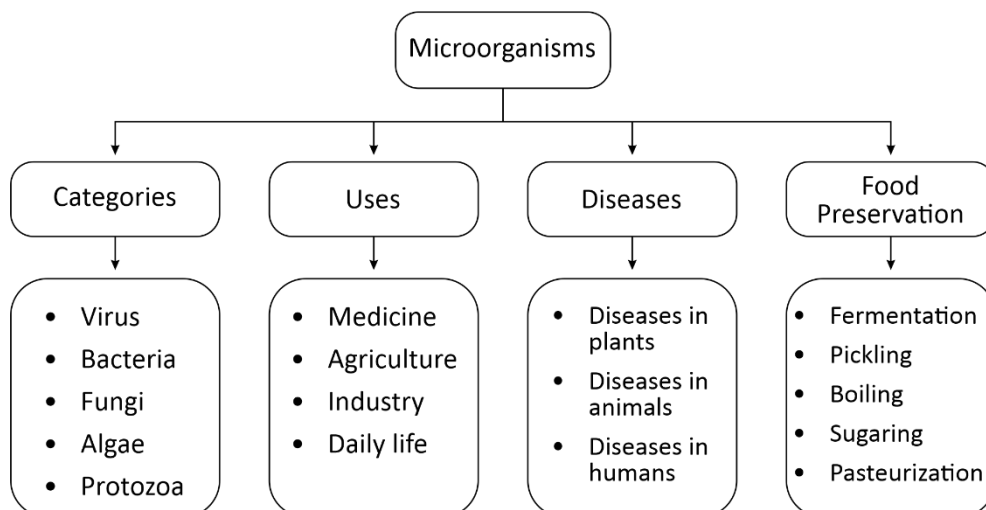 Microorganisms
Categories
Uses
Diseases
Food
Preservation
• Virus
• Bacteria
• Fungi
• Algae
• Protozoa
• Medicine
• Agriculture
• Industry
• Daily life
• Diseases in
plants
• Diseases in
animals
• Diseases in
humans
• Fermentation
• Pickling
• Boiling
• Sugaring
• Pasteurization